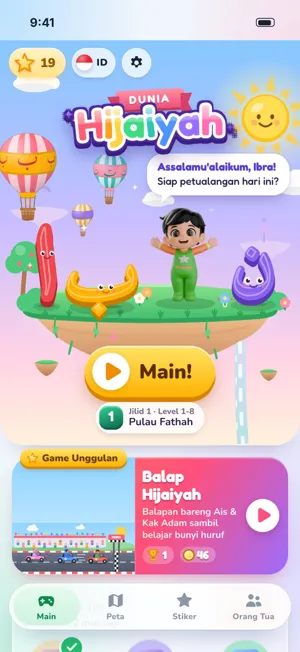 9:41
19
ID
DUNIA
Hijaiyah
Assalamu'alaikum, Ibra!
Siap petualangan hari ini?
Main!
1
Jilid 1 · Level 1-8
Pulau Fathah
Game Unggulan
Balap
Hijaiyah
Balapan bareng Ais &
Kak Adam sambil
belajar bunyi huruf
1
46
Main
Peta
Stiker
Orang Tua